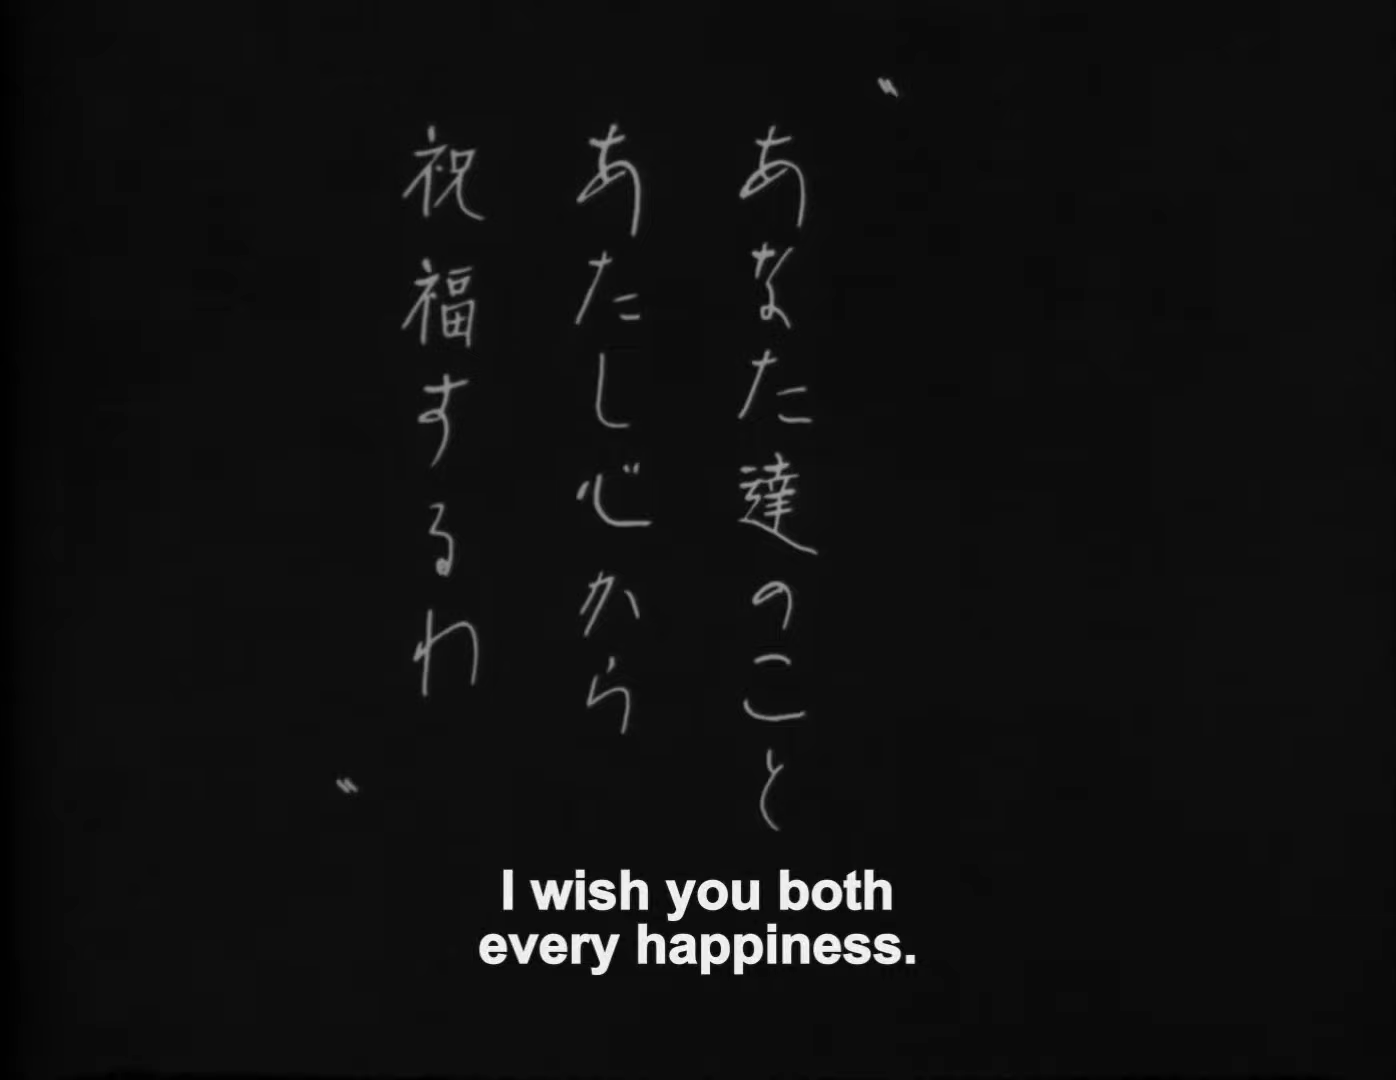 〝
あなた達のこと
あたし心から
祝福するわ
〝
I wish you both
every happiness.